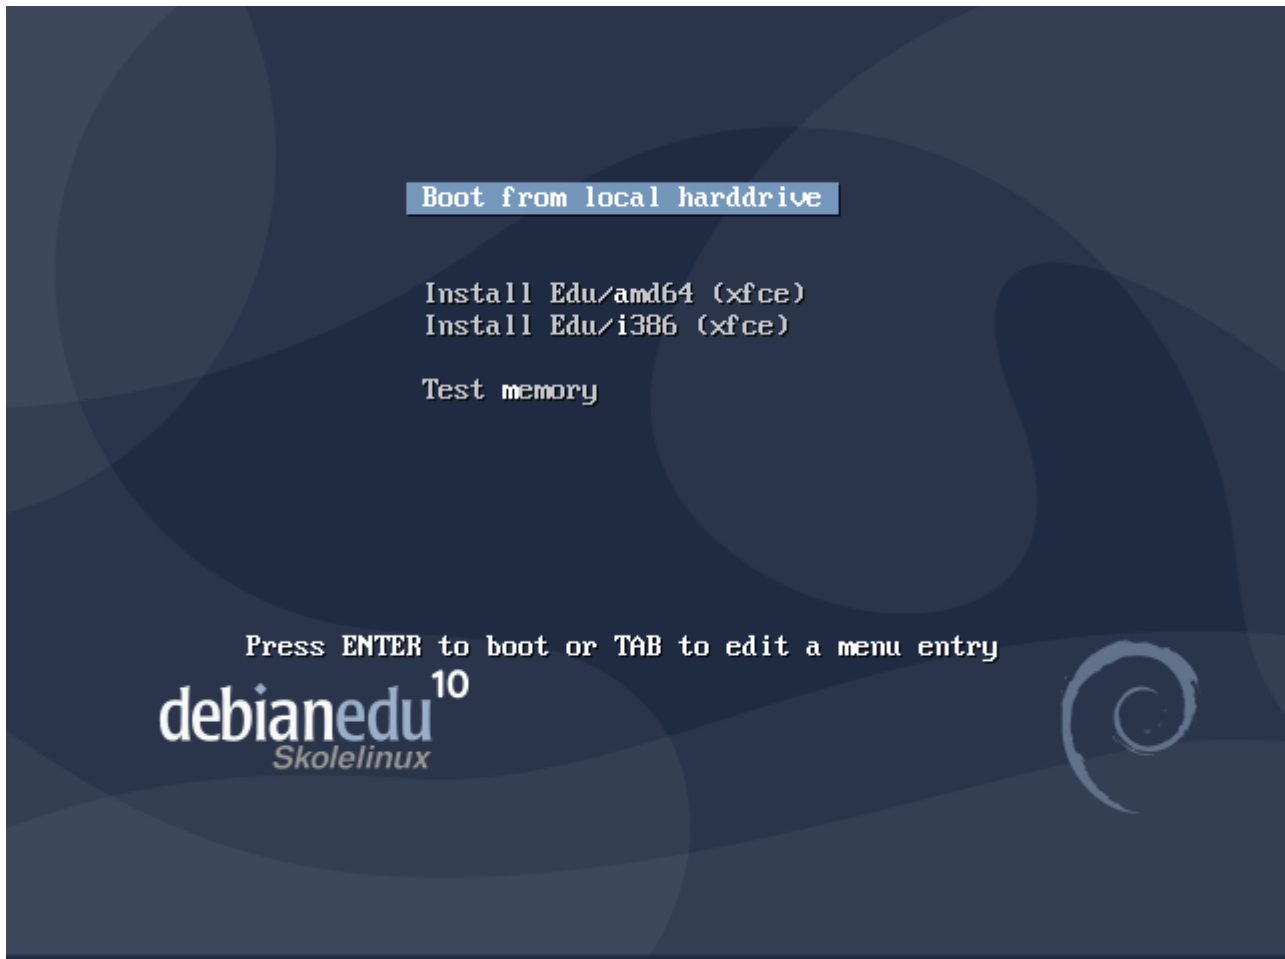 Boot from local harddrive
Install Edu/amd64 (xfce)
Install Edu/i386 (xfce)
Test memory
Press ENTER to boot or TAB to edit a menu entry
debianedu 10
Skolelinux